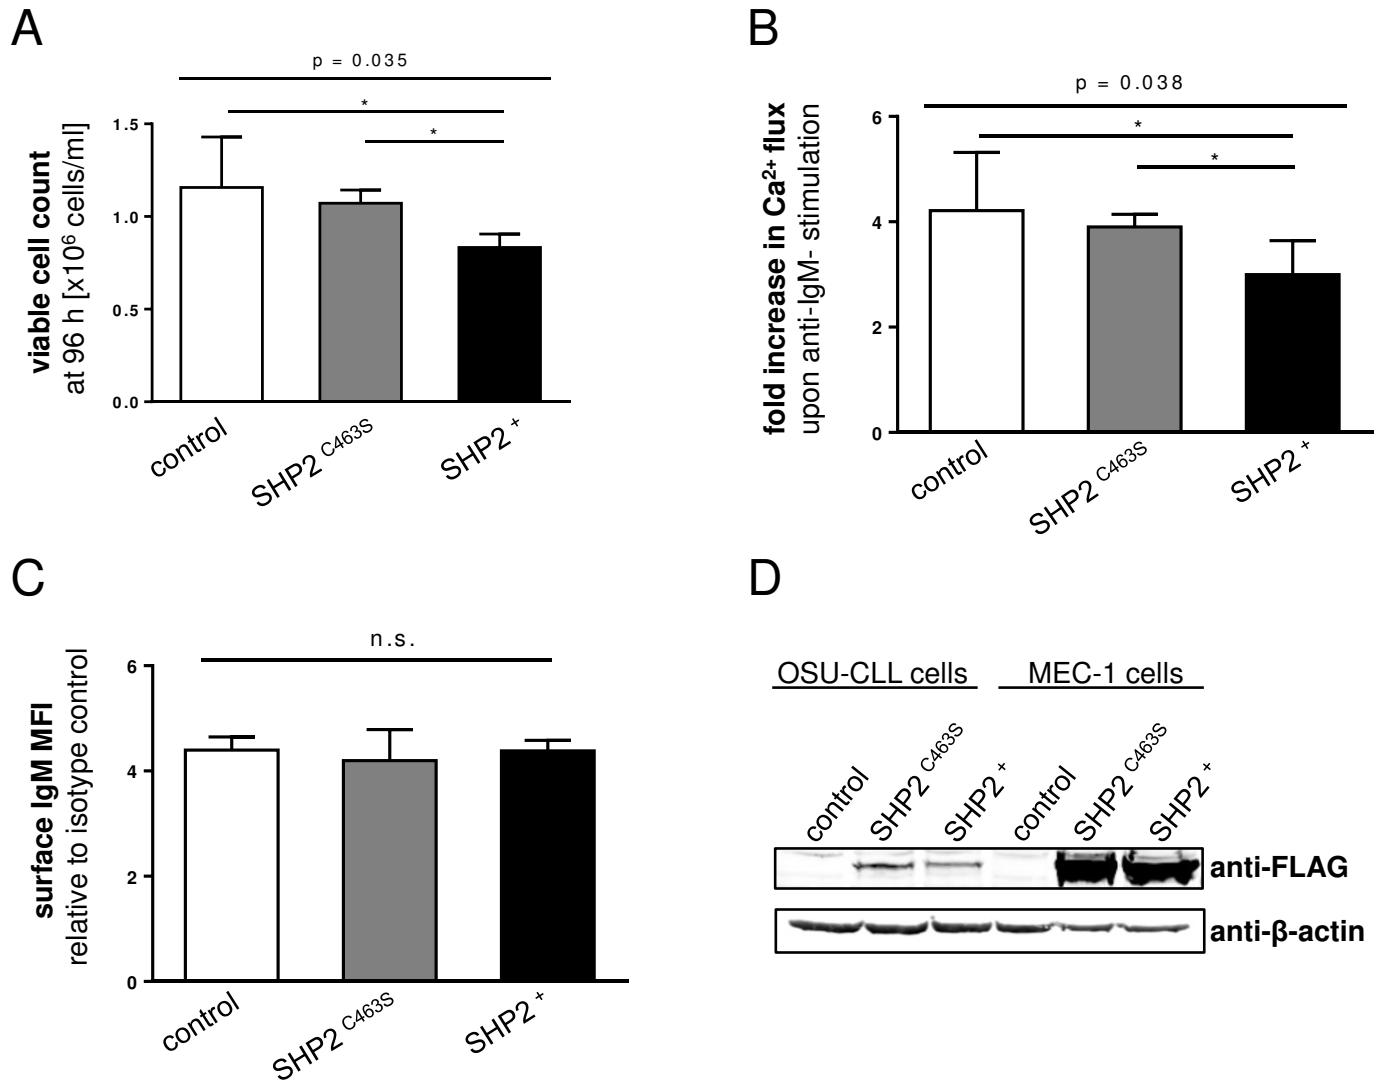 A
p = 0.035
*
*
viable cell count
at 96 h [x10⁶ cells/ml]
1.5
1.0
0.5
0.0
control
SHP2 C463S
SHP2 +
B
p = 0.038
*
*
fold increase in Ca²⁺ flux
upon anti-IgM- stimulation
6
4
2
0
control
SHP2 C463S
SHP2 +
C
n.s.
surface IgM MFI
relative to isotype control
6
4
2
0
control
SHP2 C463S
SHP2 +
D
OSU-CLL cells
MEC-1 cells
control
SHP2 C463S
SHP2 +
control
SHP2 C463S
SHP2 +
anti-FLAG
anti-β-actin